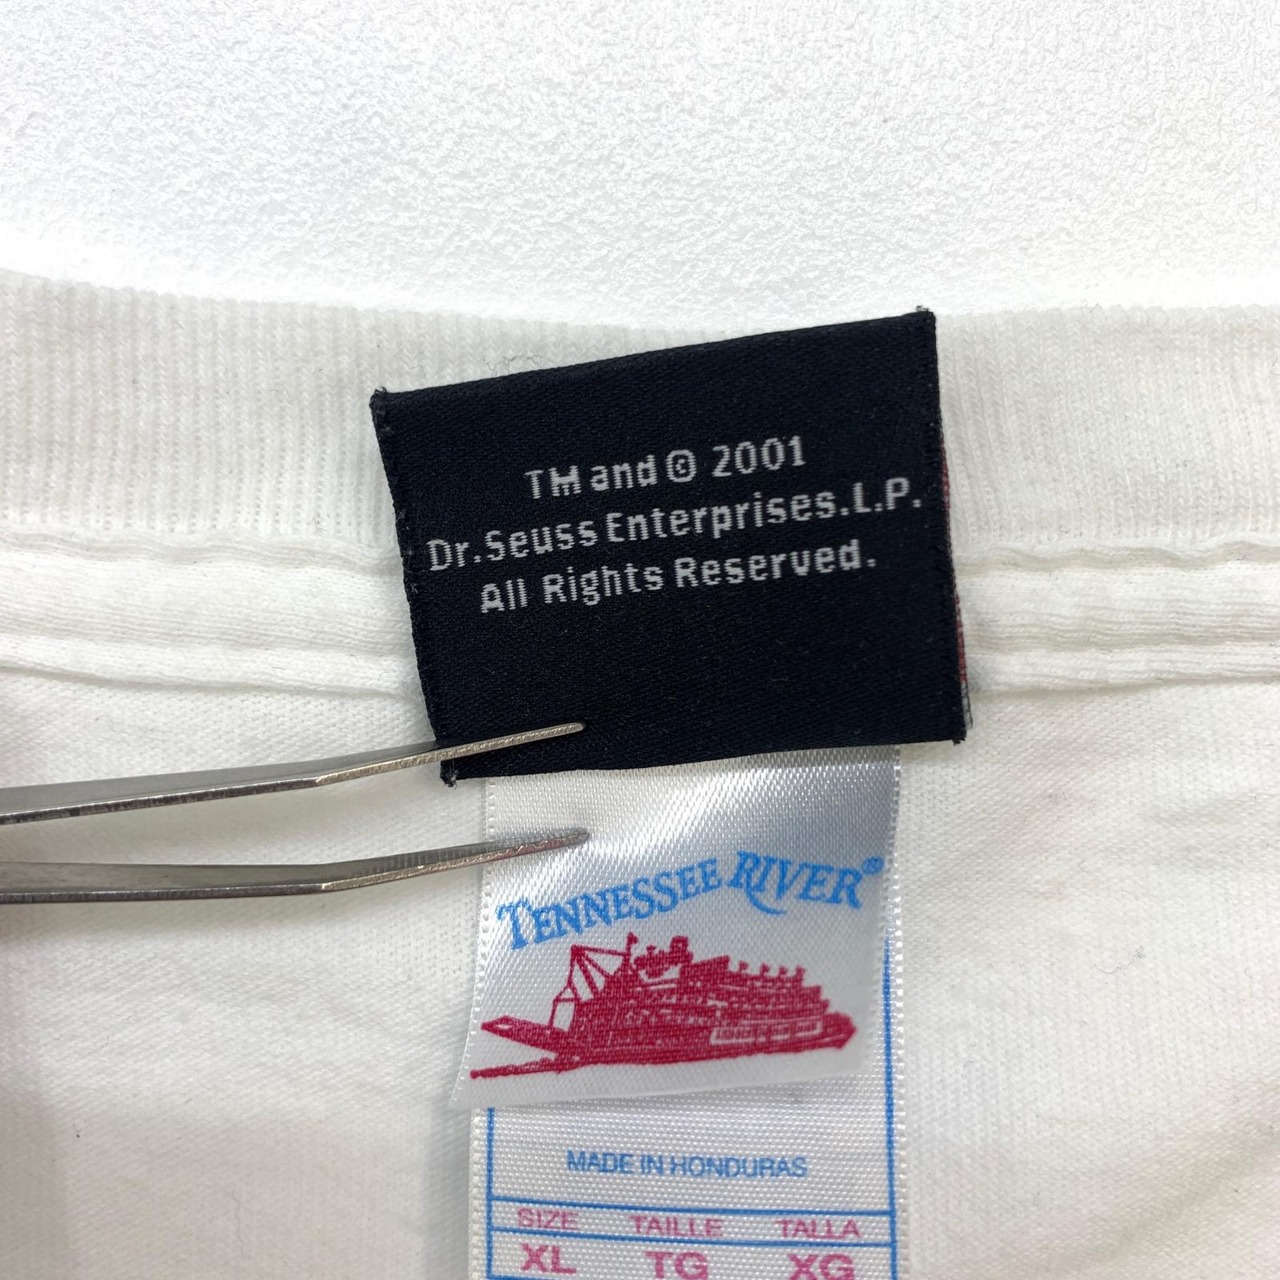 TM and © 2001
Dr. Seuss Enterprises. L.P.
All Rights Reserved.
TENNESSEE RIVER®
MADE IN HONDURAS
SIZE TAILLE TALLA
XL TG XG